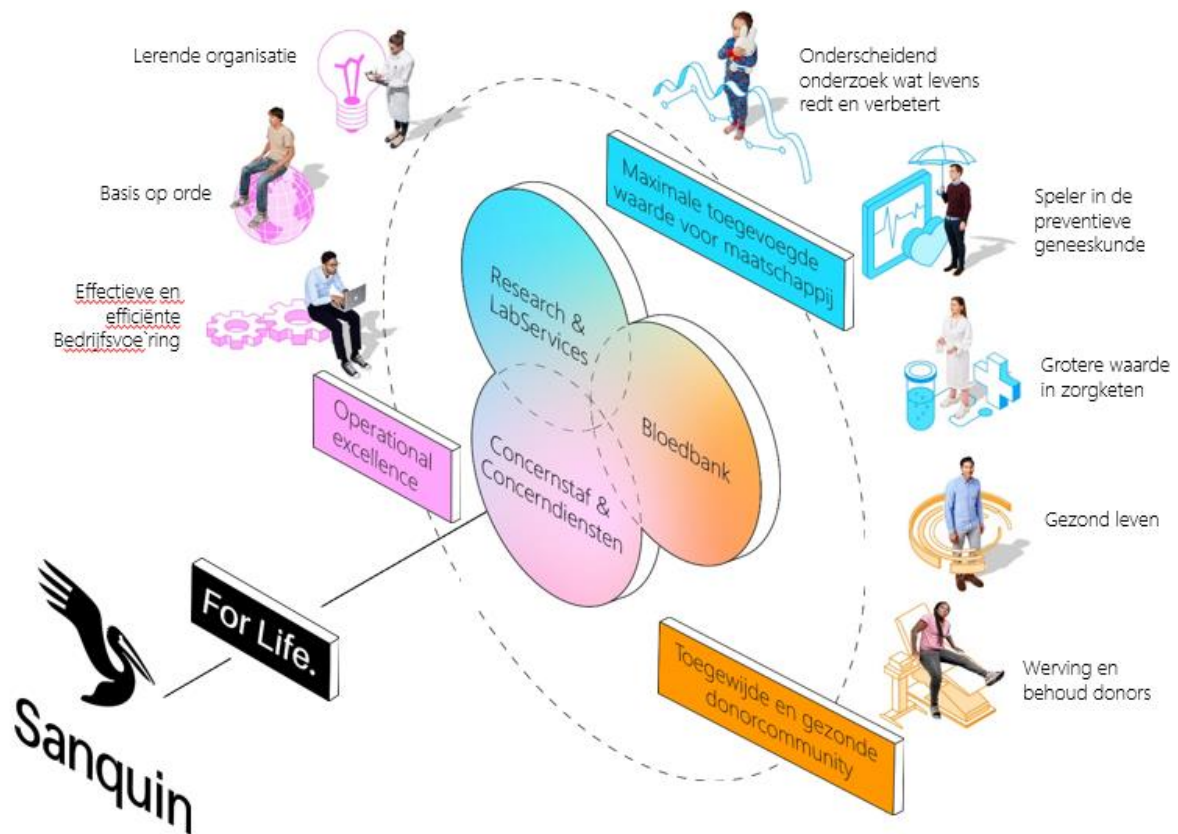 Lerende organisatie
Basis op orde
Effectieve en
efficiënte
Bedrijfsvoe`ring
Operational
excellence
Onderscheidend
onderzoek wat levens
redt en verbetert
Maximale toegevoegde
waarde voor maatschappij
Speler in de
preventieve
geneeskunde
Grotere waarde
in zorgketen
Research &
LabServices
Bloedbank
Concernstaf &
Concerndiensten
Gezond leven
Werving en
behoud donors
Toegewijde en gezonde
donorcommunity
For Life.
Sanquin